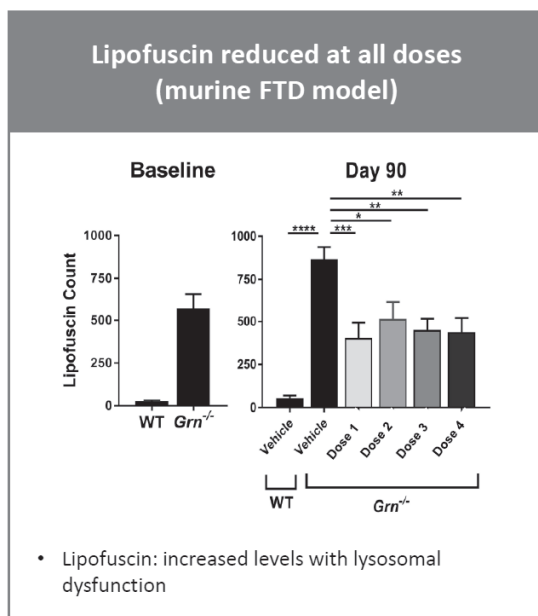 Lipofuscin reduced at all doses
(murine FTD model)
Baseline
Day 90
**
**
*
**** ***
Lipofuscin Count
1000
750
500
250
0
WT Grn-/-
1000
750
500
250
0
Vehicle Vehicle Dose 1 Dose 2 Dose 3 Dose 4
WT Grn-/-
• Lipofuscin: increased levels with lysosomal
dysfunction